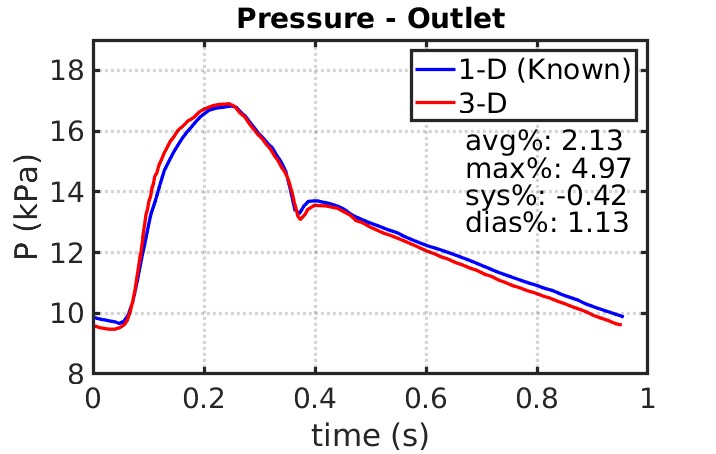 Pressure - Outlet
18
16
14
12
10
8
P (kPa)
1-D (Known)
3-D
avg%: 2.13
max%: 4.97
sys%: -0.42
dias%: 1.13
0 0.2 0.4 0.6 0.8 1
time (s)